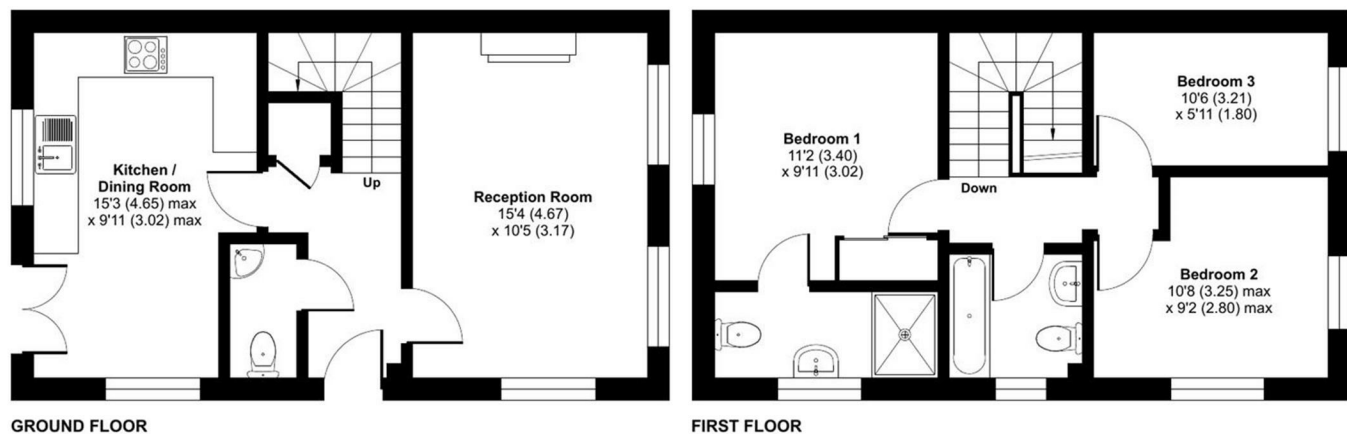 Kitchen /
Dining Room
15'3 (4.65) max
x 9'11 (3.02) max
Up
Reception Room
15'4 (4.67)
x 10'5 (3.17)
GROUND FLOOR
Bedroom 1
11'2 (3.40)
x 9'11 (3.02)
Down
Bedroom 3
10'6 (3.21)
x 5'11 (1.80)
Bedroom 2
10'8 (3.25) max
x 9'2 (2.80) max
FIRST FLOOR